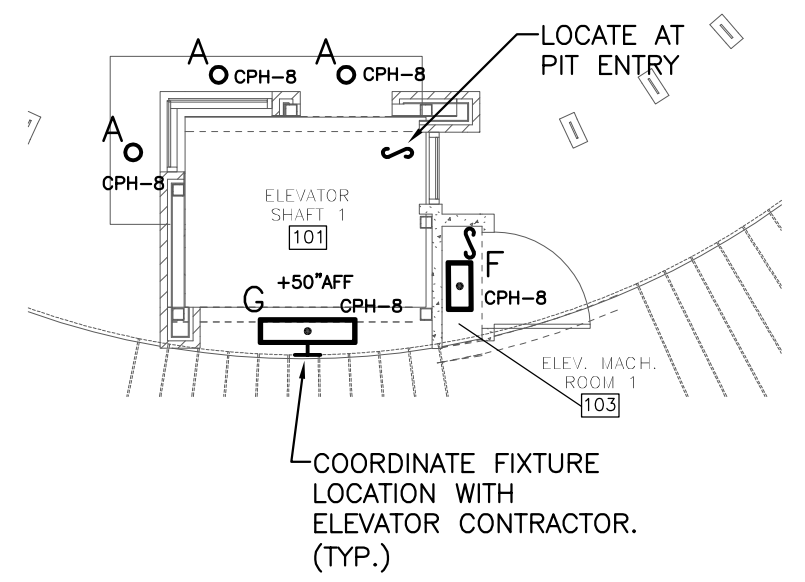 LOCATE AT
PIT ENTRY
A
CPH-8
A
CPH-8
A
CPH-8
ELEVATOR
SHAFT 1
101
S
S
+50"AFF
G
CPH-8
F
CPH-8
ELEV. MACH.
ROOM 1
103
COORDINATE FIXTURE
LOCATION WITH
ELEVATOR CONTRACTOR.
(TYP.)